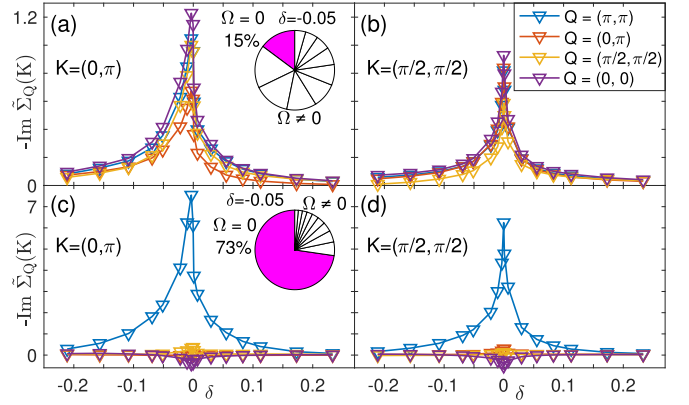 1.2
0
-Im Σ̃_Q(K)
(a)
K=(0,π)
Ω = 0
δ=-0.05
15%
Ω ≠ 0
(b)
K=(π/2,π/2)
Q = (π,π)
Q = (0,π)
Q = (π/2,π/2)
Q = (0, 0)
7
0
-Im Σ̃_Q(K)
(c)
K=(0,π)
δ=-0.05
Ω ≠ 0
Ω = 0
73%
(d)
K=(π/2,π/2)
-0.2 -0.1 0 0.1 0.2
δ
-0.2 -0.1 0 0.1 0.2
δ